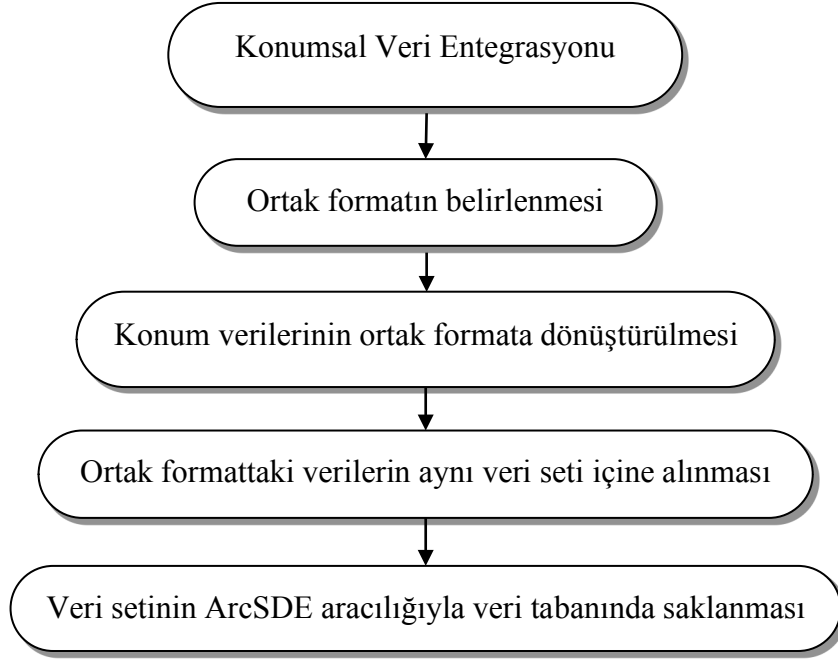 Konumsal Veri Entegrasyonu
Ortak formatın belirlenmesi
Konum verilerinin ortak formata dönüştürülmesi
Ortak formattaki verilerin aynı veri seti içine alınması
Veri setinin ArcSDE aracılığıyla veri tabanında saklanması